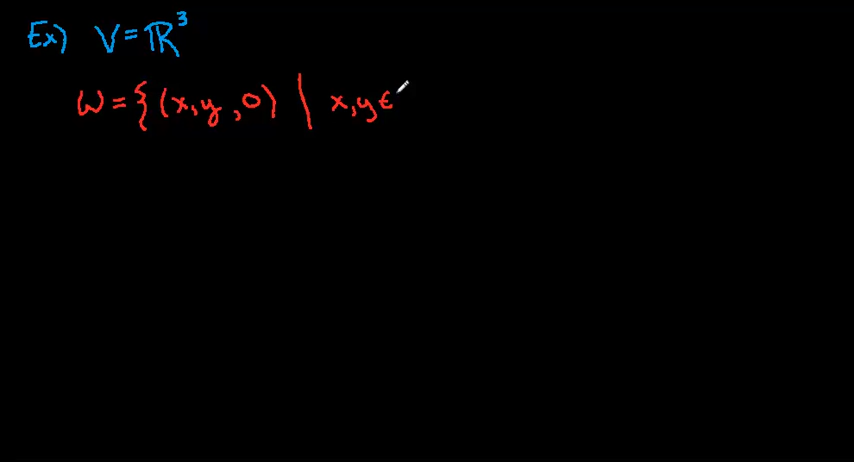 Ex) V = ℝ³
W = { (x, y, 0) | x, y ∈